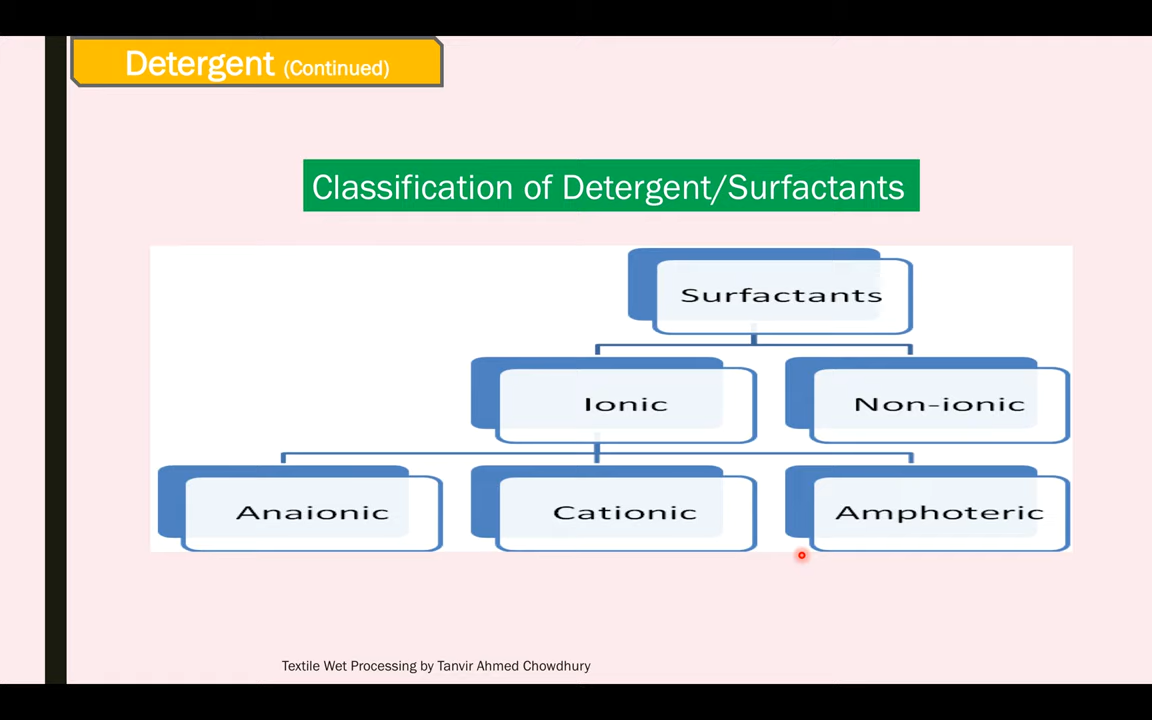 Detergent (Continued)
Classification of Detergent/Surfactants
Surfactants
Ionic
Non-ionic
Anaionic
Cationic
Amphoteric
Textile Wet Processing by Tanvir Ahmed Chowdhury